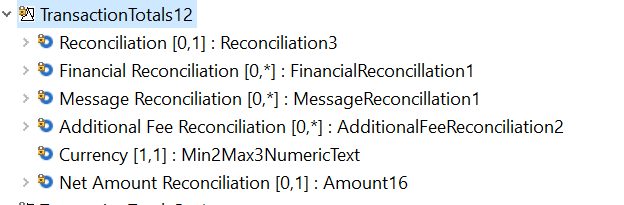 TransactionTotals12
Reconciliation [0,1] : Reconciliation3
Financial Reconciliation [0,*] : FinancialReconcillation1
Message Reconciliation [0,*] : MessageReconcillation1
Additional Fee Reconciliation [0,*] : AdditionalFeeReconciliation2
Currency [1,1] : Min2Max3NumericText
Net Amount Reconciliation [0,1] : Amount16